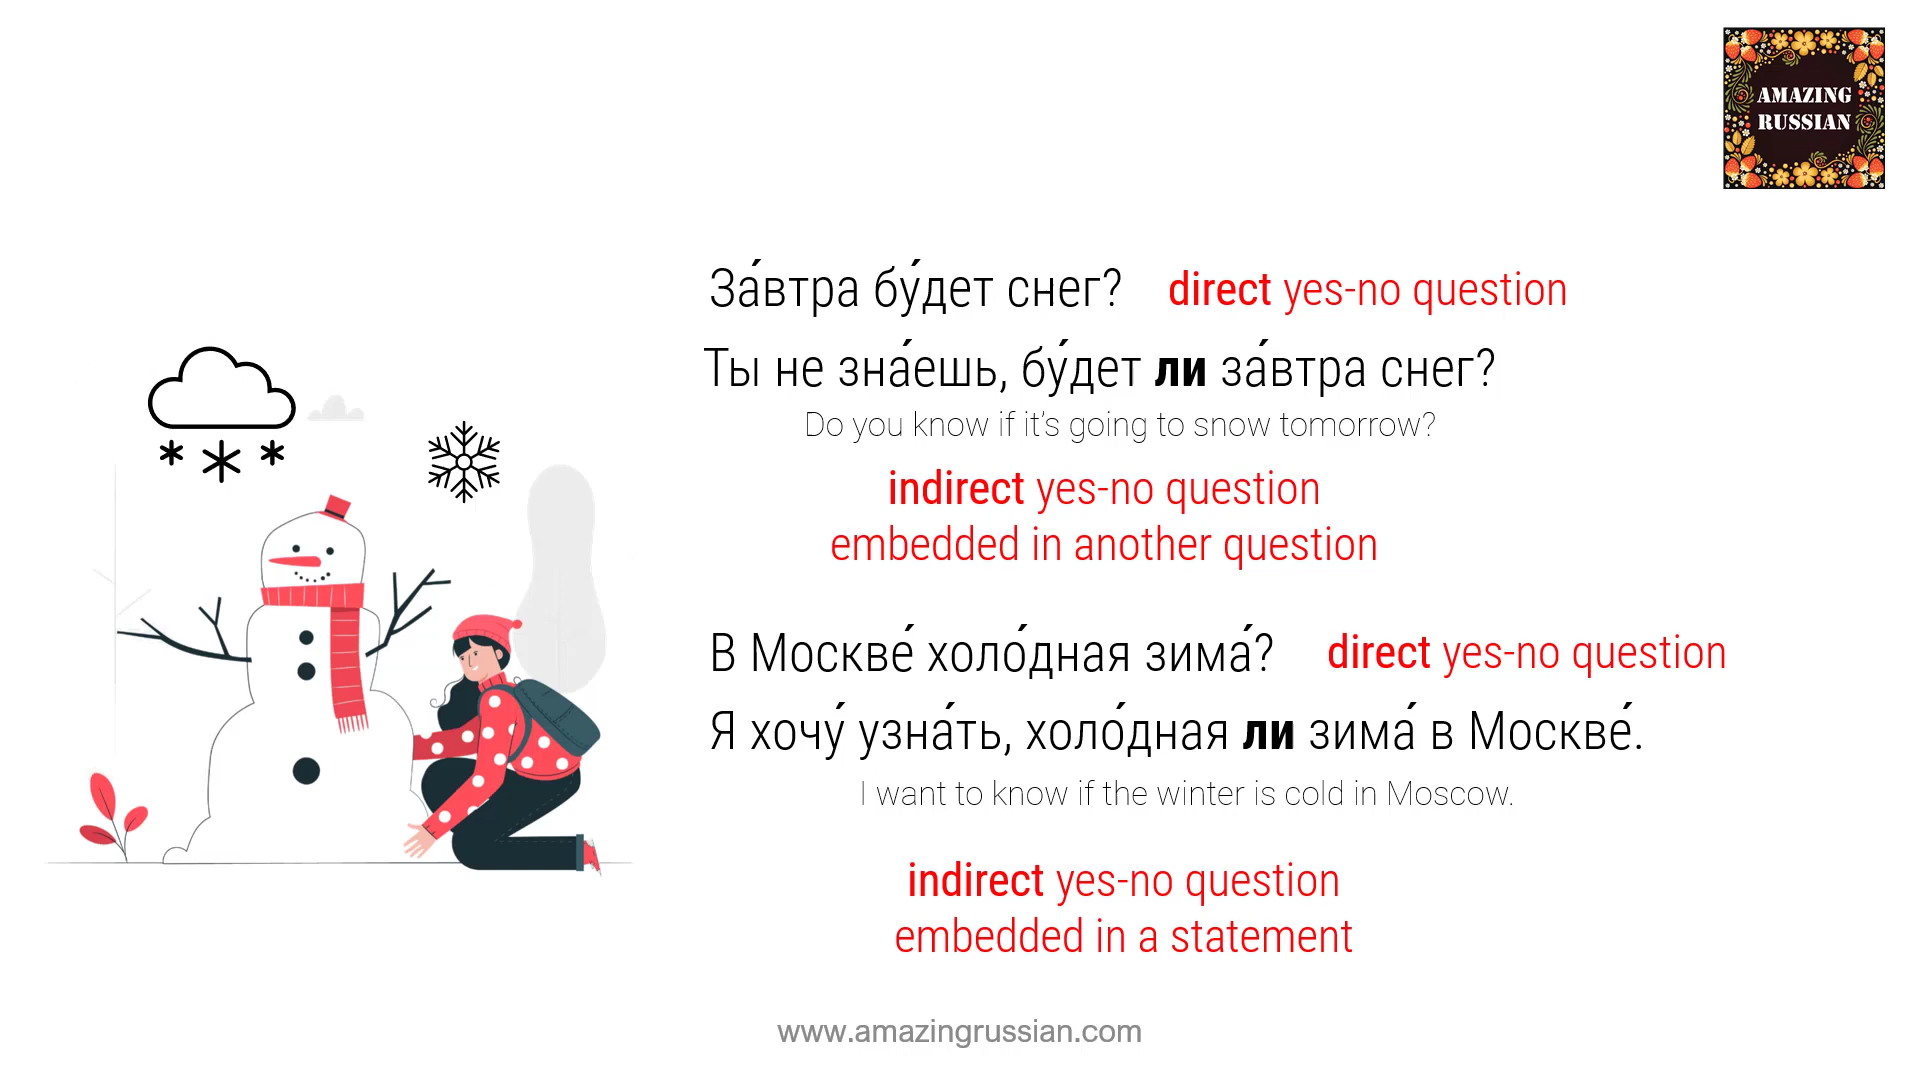 AMAZING
RUSSIAN
За́втра бу́дет снег? direct yes-no question
Ты не зна́ешь, бу́дет ли за́втра снег?
Do you know if it's going to snow tomorrow?
indirect yes-no question
embedded in another question
В Москве́ холо́дная зима́? direct yes-no question
Я хочу́ узна́ть, холо́дная ли зима́ в Москве́.
I want to know if the winter is cold in Moscow.
indirect yes-no question
embedded in a statement
www.amazingrussian.com